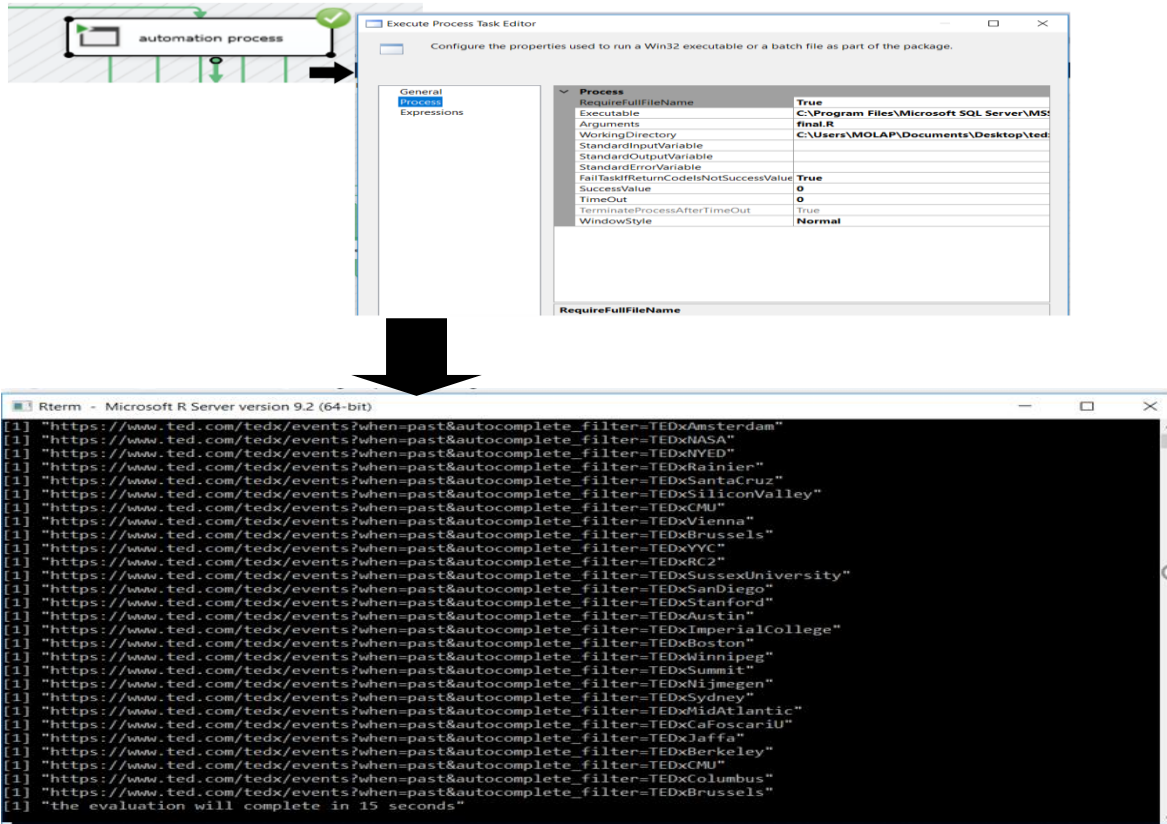 automation process
Execute Process Task Editor
Configure the properties used to run a Win32 executable or a batch file as part of the package.
General
Process
Expressions
Process
RequireFullFileName True
Executable C:\Program Files\Microsoft SQL Server\MS
Arguments final.R
WorkingDirectory C:\Users\MOLAP\Documents\Desktop\ted
StandardInputVariable
StandardOutputVariable
StandardErrorVariable
FailTaskIfReturnCodeIsNotSuccessValue True
SuccessValue 0
TimeOut 0
TerminateProcessAfterTimeOut True
WindowStyle Normal
RequireFullFileName
Rterm - Microsoft R Server version 9.2 (64-bit)
[1] "https://www.ted.com/tedx/events?when=past&autocomplete_filter=TEDxAmsterdam"
[1] "https://www.ted.com/tedx/events?when=past&autocomplete_filter=TEDxNASA"
[1] "https://www.ted.com/tedx/events?when=past&autocomplete_filter=TEDxNYED"
[1] "https://www.ted.com/tedx/events?when=past&autocomplete_filter=TEDxRainier"
[1] "https://www.ted.com/tedx/events?when=past&autocomplete_filter=TEDxSantaCruz"
[1] "https://www.ted.com/tedx/events?when=past&autocomplete_filter=TEDxSiliconValley"
[1] "https://www.ted.com/tedx/events?when=past&autocomplete_filter=TEDxCMU"
[1] "https://www.ted.com/tedx/events?when=past&autocomplete_filter=TEDxVienna"
[1] "https://www.ted.com/tedx/events?when=past&autocomplete_filter=TEDxBrussels"
[1] "https://www.ted.com/tedx/events?when=past&autocomplete_filter=TEDxYYC"
[1] "https://www.ted.com/tedx/events?when=past&autocomplete_filter=TEDxRC2"
[1] "https://www.ted.com/tedx/events?when=past&autocomplete_filter=TEDxSussexUniversity"
[1] "https://www.ted.com/tedx/events?when=past&autocomplete_filter=TEDxSanDiego"
[1] "https://www.ted.com/tedx/events?when=past&autocomplete_filter=TEDxStanford"
[1] "https://www.ted.com/tedx/events?when=past&autocomplete_filter=TEDxAustin"
[1] "https://www.ted.com/tedx/events?when=past&autocomplete_filter=TEDxImperialCollege"
[1] "https://www.ted.com/tedx/events?when=past&autocomplete_filter=TEDxBoston"
[1] "https://www.ted.com/tedx/events?when=past&autocomplete_filter=TEDxWinnipeg"
[1] "https://www.ted.com/tedx/events?when=past&autocomplete_filter=TEDxSummit"
[1] "https://www.ted.com/tedx/events?when=past&autocomplete_filter=TEDxNijmegen"
[1] "https://www.ted.com/tedx/events?when=past&autocomplete_filter=TEDxSydney"
[1] "https://www.ted.com/tedx/events?when=past&autocomplete_filter=TEDxMidAtlantic"
[1] "https://www.ted.com/tedx/events?when=past&autocomplete_filter=TEDxCaFoscariU"
[1] "https://www.ted.com/tedx/events?when=past&autocomplete_filter=TEDxJaffa"
[1] "https://www.ted.com/tedx/events?when=past&autocomplete_filter=TEDxBerkeley"
[1] "https://www.ted.com/tedx/events?when=past&autocomplete_filter=TEDxCMU"
[1] "https://www.ted.com/tedx/events?when=past&autocomplete_filter=TEDxColumbus"
[1] "https://www.ted.com/tedx/events?when=past&autocomplete_filter=TEDxBrussels"
[1] "the evaluation will complete in 15 seconds"